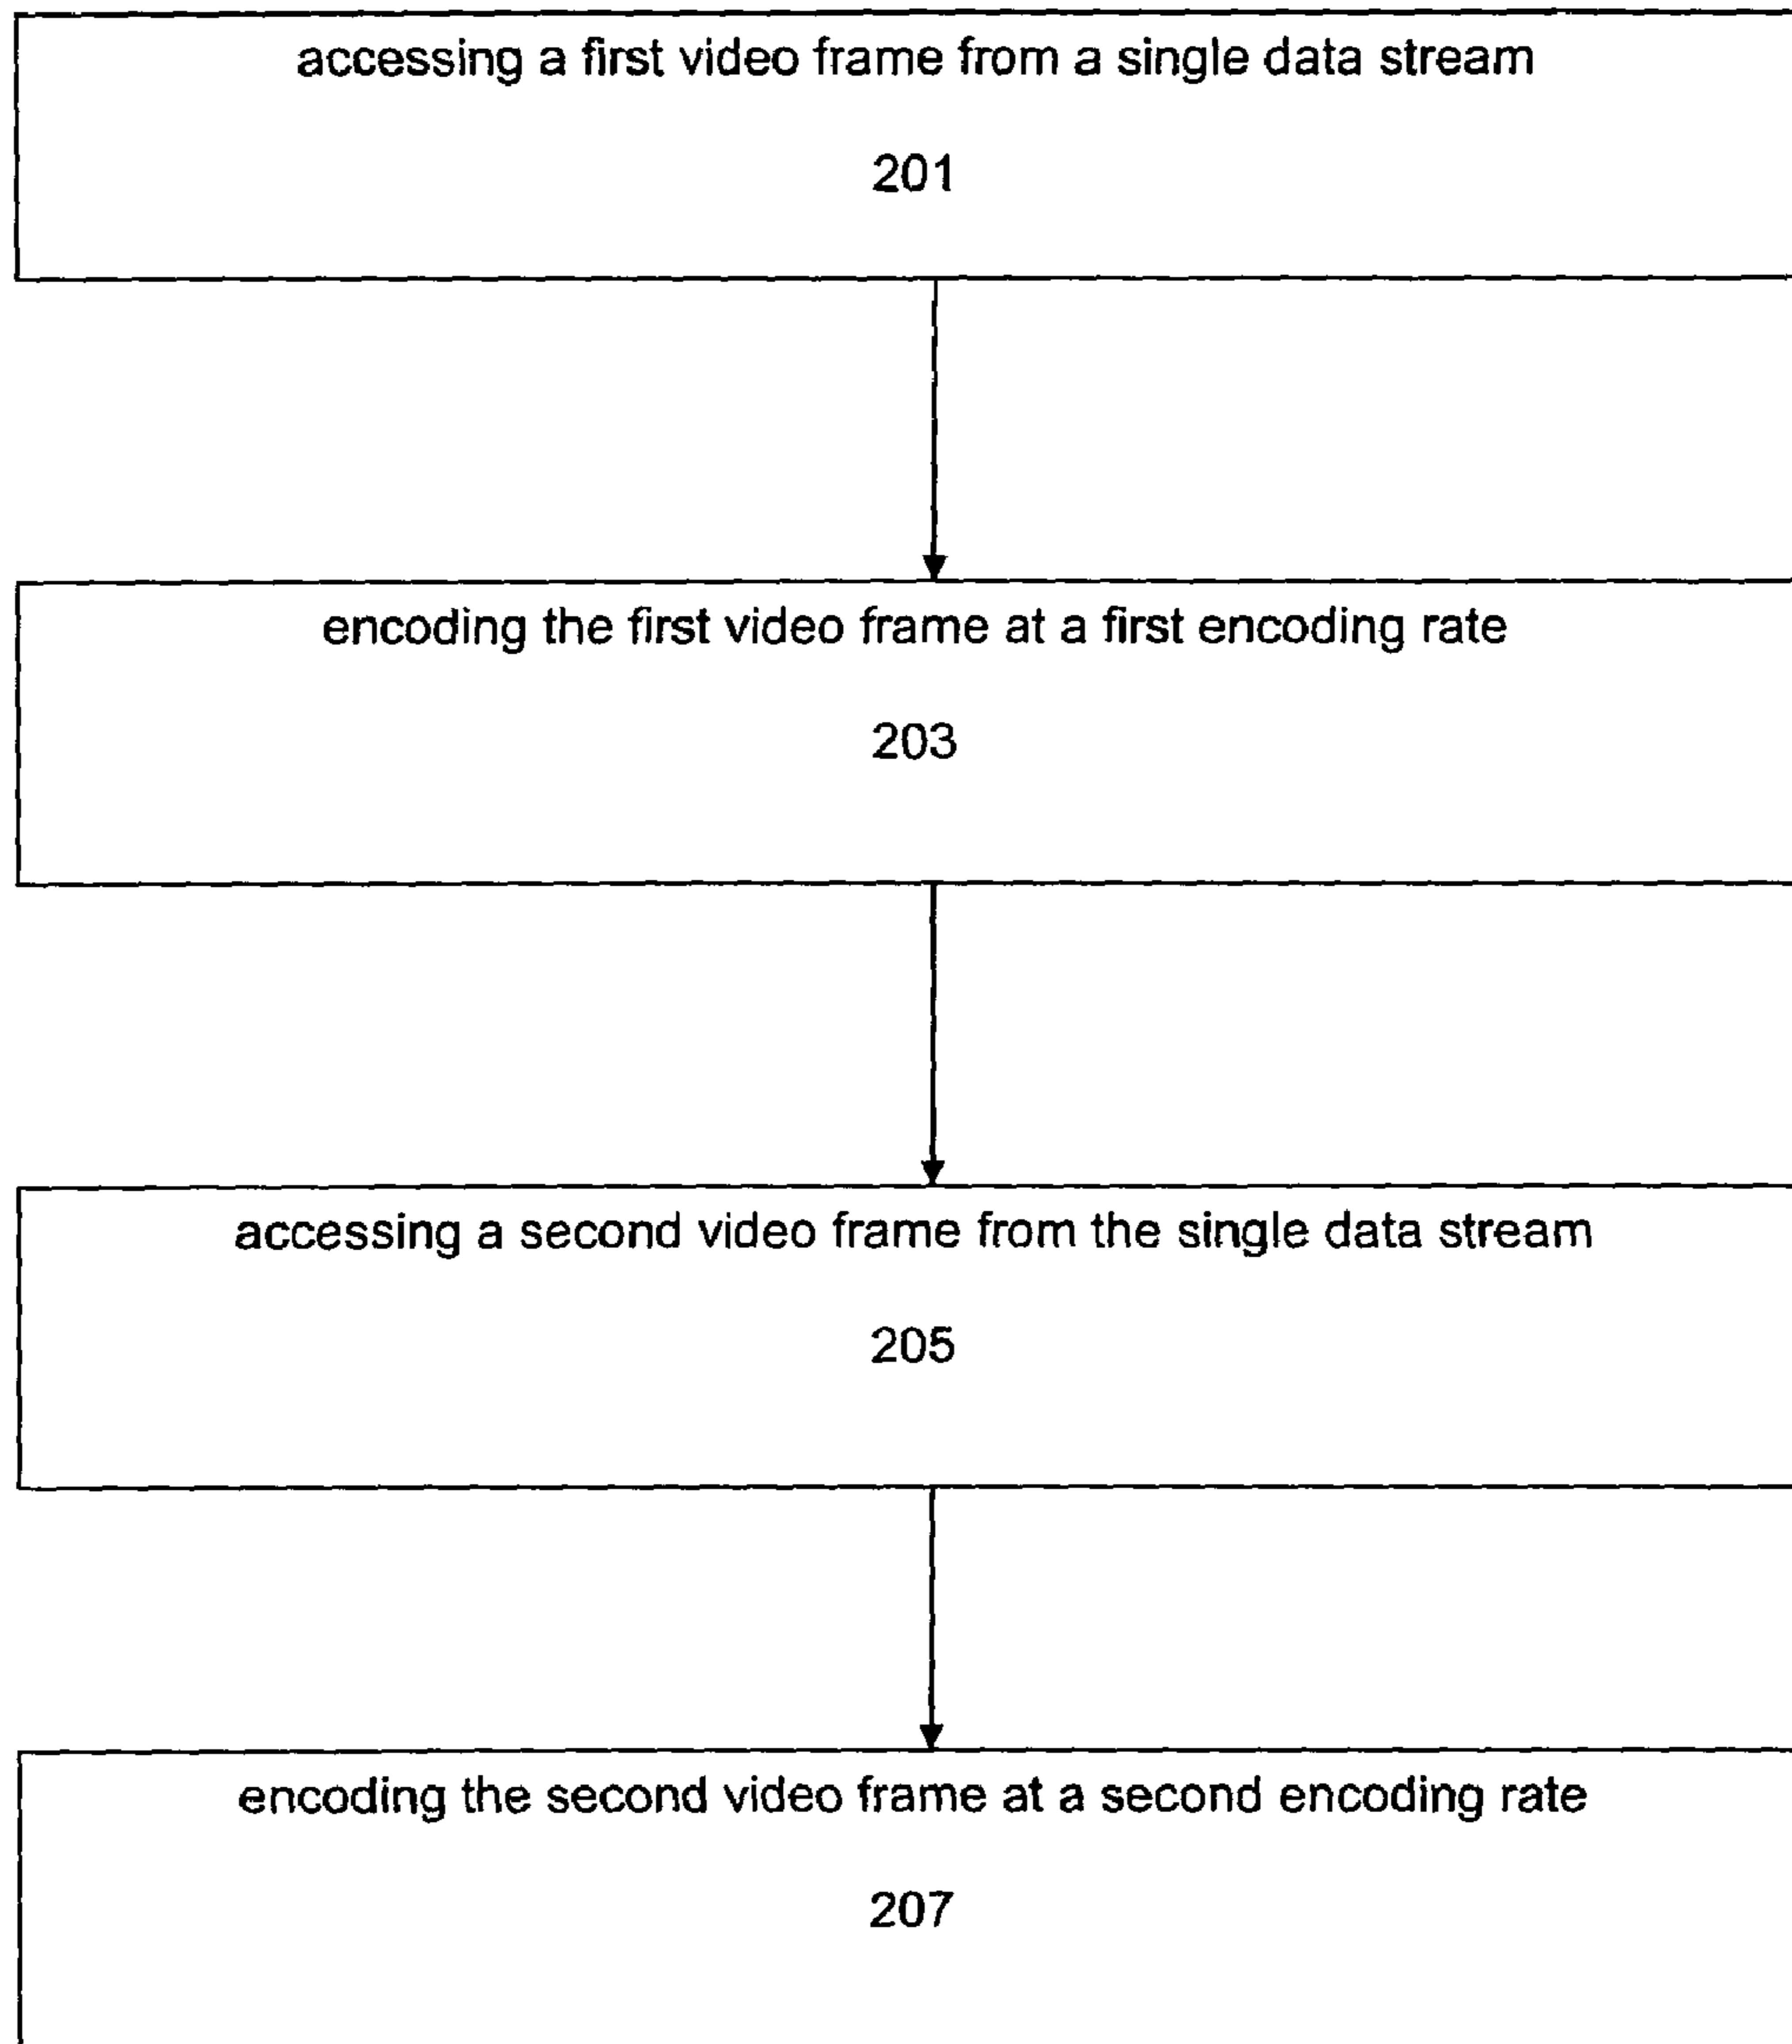 accessing a first video frame from a single data stream
201
encoding the first video frame at a first encoding rate
203
accessing a second video frame from the single data stream
205
encoding the second video frame at a second encoding rate
207